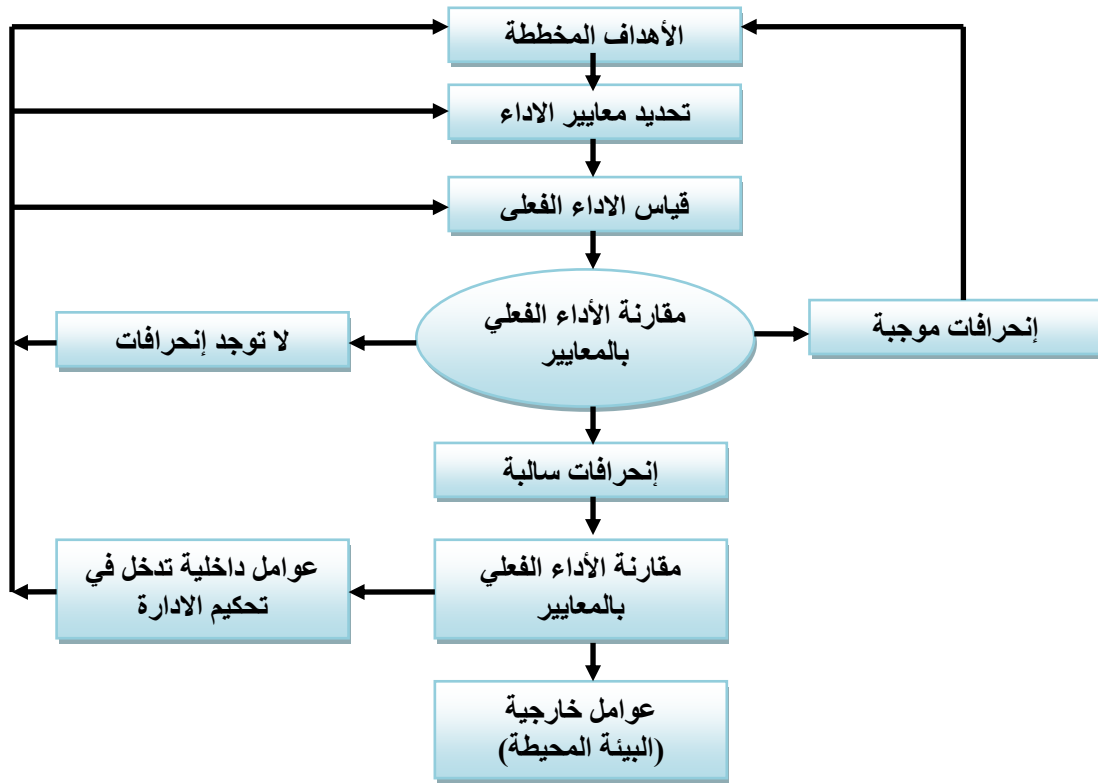 الأهداف المخططة
تحديد معايير الاداء
قياس الاداء الفعلى
مقارنة الأداء الفعلي
بالمعايير
إنحرافات موجبة
لا توجد إنحرافات
إنحرافات سالبة
مقارنة الأداء الفعلي
بالمعايير
عوامل داخلية تدخل في
تحكيم الادارة
عوامل خارجية
(البيئة المحيطة)